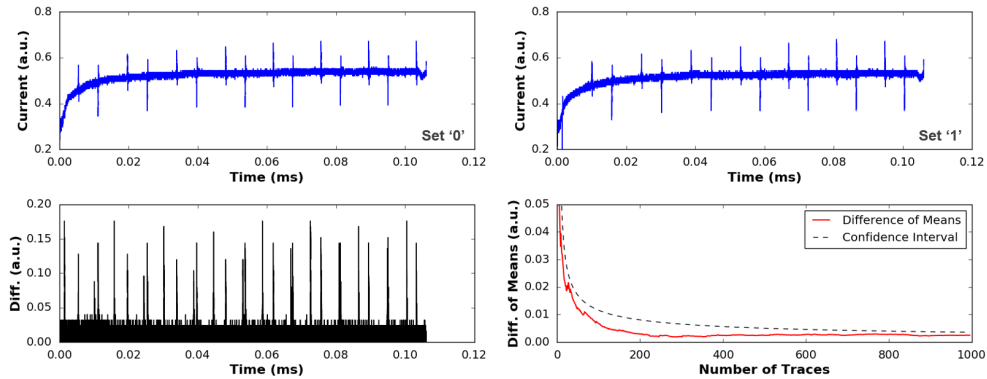 Current (a.u.)
0.8
0.6
0.4
0.2
0.00 0.02 0.04 0.06 0.08 0.10 0.12
Time (ms)
Set ‘0’
Current (a.u.)
0.8
0.6
0.4
0.2
0.00 0.02 0.04 0.06 0.08 0.10 0.12
Time (ms)
Set ‘1’
Diff. (a.u.)
0.20
0.15
0.10
0.05
0.00
0.00 0.02 0.04 0.06 0.08 0.10 0.12
Time (ms)
Diff. of Means (a.u.)
0.05
0.04
0.03
0.02
0.01
0.00
0 200 400 600 800 1000
Number of Traces
Difference of Means
Confidence Interval